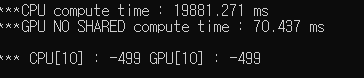 ***CPU compute time : 19881.271 ms
***GPU NO SHARED compute time : 70.437 ms
*** CPU[10] : -499 GPU[10] : -499